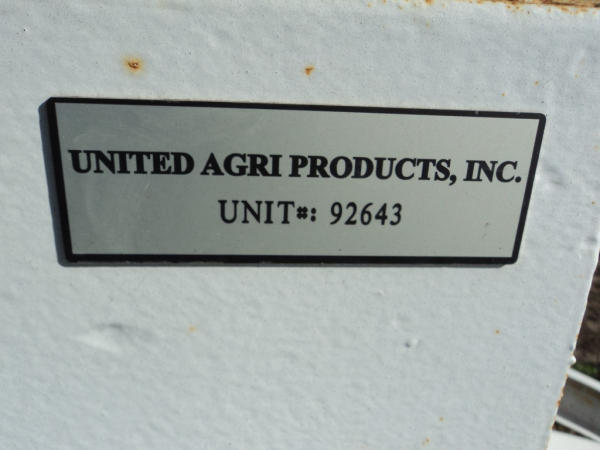 UNITED AGRI PRODUCTS, INC.
UNIT#: 92643